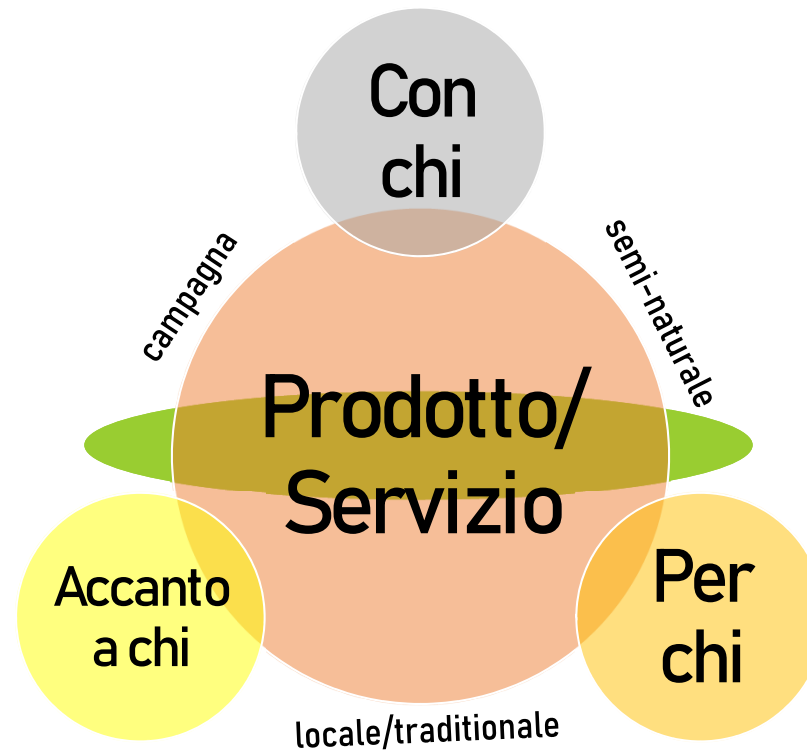 Con
chi
campagna
semi-naturale
Prodotto/
Servizio
Accanto
a chi
Per
chi
locale/traditionale